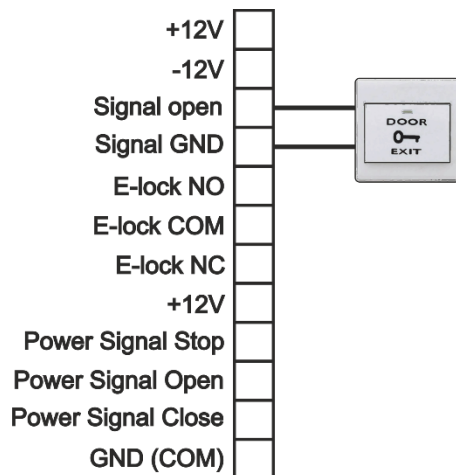 +12V
-12V
Signal open
Signal GND
E-lock NO
E-lock COM
E-lock NC
+12V
Power Signal Stop
Power Signal Open
Power Signal Close
GND (COM)
DOOR
EXIT